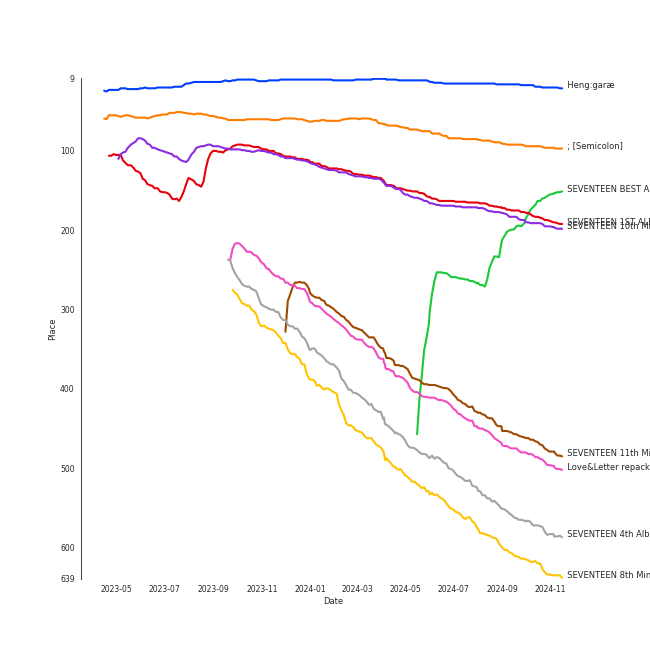 9
Heng:garæ
; [Semicolon]
100
SEVENTEEN BEST A
200
SEVENTEEN 1ST AL
SEVENTEEN 10th Mi
300
Place
400
SEVENTEEN 11th Mi
500
Love&Letter repack
SEVENTEEN 4th Alb
600
SEVENTEEN 8th Min
639
2023-05 2023-07 2023-09 2023-11 2024-01 2024-03 2024-05 2024-07 2024-09 2024-11
Date